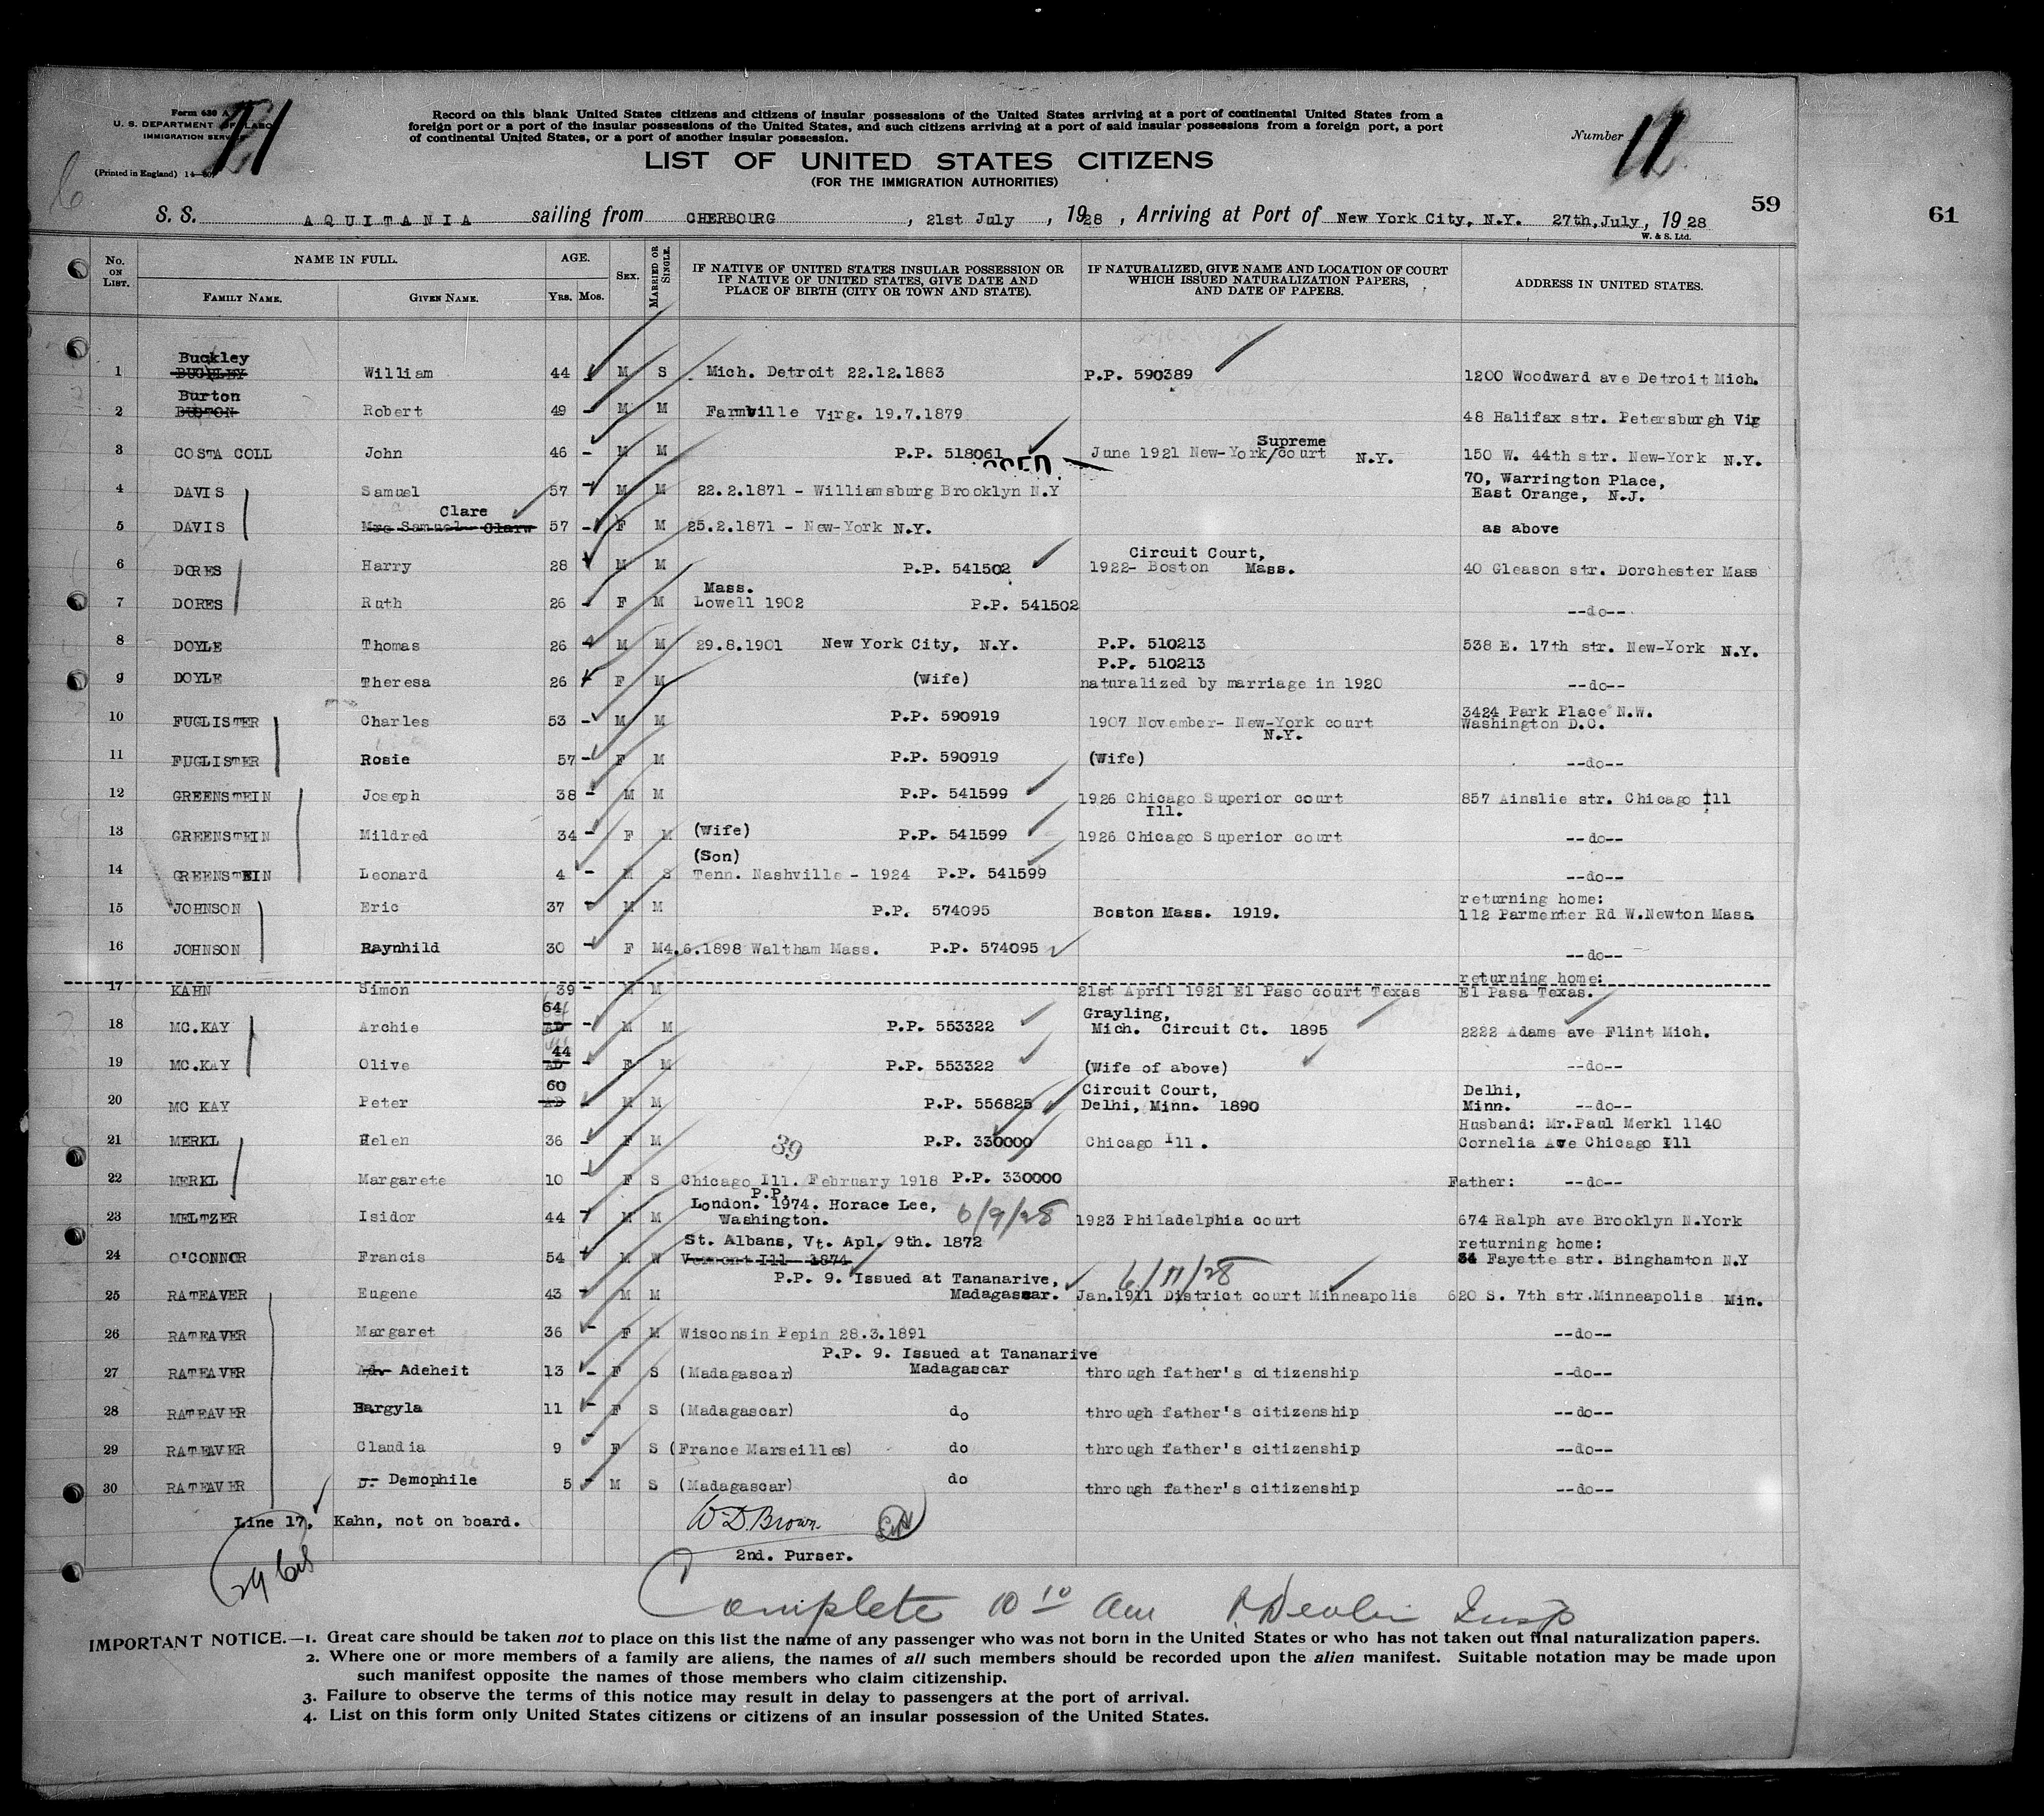 Form 630 A
U. S. DEPARTMENT OF LABOR
IMMIGRATION SERVICE
(Printed in England)
11
Record on this blank United States citizens and citizens of insular possessions of the United States arriving at a port of continental United States from a
foreign port or a port of the insular possessions of the United States, and such citizens arriving at a port of said insular possessions from a foreign port, a port
of continental United States, or a port of another insular possession.
Number 11
LIST OF UNITED STATES CITIZENS
(FOR THE IMMIGRATION AUTHORITIES)
59
61
S. S. AQUITANIA sailing from CHERBOURG, 21st July, 1928, Arriving at Port of New York City, N.Y. 27th, July, 1928
W. & S. Ltd.
No. ON LIST. NAME IN FULL. FAMILY NAME. GIVEN NAME. AGE. Yrs. Mos. SEX. MARRIED OR SINGLE. IF NATIVE OF UNITED STATES INSULAR POSSESSION OR IF NATIVE OF UNITED STATES, GIVE DATE AND PLACE OF BIRTH (CITY OR TOWN AND STATE). IF NATURALIZED, GIVE NAME AND LOCATION OF COURT WHICH ISSUED NATURALIZATION PAPERS, AND DATE OF PAPERS. ADDRESS IN UNITED STATES.
Buckley
1 William 44 - M S Mich. Detroit 22.12.1883 P.P. 590389 1200 Woodward ave Detroit Mich.
Burton
2 BURTON Robert 49 - M M Farmville Virg. 19.7.1879 48 Halifax str. Petersburgh Vig
Supreme
3 COSTA COLL John 46 - M M P.P. 518061 June 1921 New-York/court N.Y. 150 W. 44th str. New-York N.Y.
70, Warrington Place,
4 DAVIS Samuel 57 - M M 22.2.1871 - Williamsburg Brooklyn N.Y East Orange, N.J.
Clare
5 DAVIS Mrs Samuel Clarw 57 - F M 25.2.1871 - New-York N.Y. as above
Circuit Court,
6 DORES Harry 28 M M P.P. 541502 1922- Boston Mass. 40 Gleason str. Dorchester Mass
Mass.
7 DORES Ruth 26 - F M Lowell 1902 P.P. 541502 --do--
8 DOYLE Thomas 26 - M M 29.8.1901 New York City, N.Y. P.P. 510213 538 E. 17th str. New-York N.Y.
P.P. 510213
9 DOYLE Theresa 26 - F M (Wife) naturalized by marriage in 1920 --do--
3424 Park Place N.W.
10 FUGLISTER Charles 53 - M M P.P. 590919 1907 November- New-York court Washington D.C.
N.Y.
11 FUGLISTER Rosie 57 - F M P.P. 590919 (Wife) --do--
12 GREENSTEIN Joseph 38 - M M P.P. 541599 1926 Chicago Superior court 857 Ainslie str. Chicago Ill
Ill.
13 GREENSTEIN Mildred 34 - F M (Wife) P.P. 541599 1926 Chicago Superior court --do--
(Son)
14 GREENSTEIN Leonard 4 - M S Tenn. Nashville - 1924 P.P. 541599 --do--
returning home:
15 JOHNSON Eric 37 - M M P.P. 574095 Boston Mass. 1919. 112 Parmenter Rd W.Newton Mass
16 JOHNSON Raynhild 30 - F M 4.6.1898 Waltham Mass. P.P. 574095 --do--
returning home:
17 KAHN Simon 39 - M M 21st April 1921 El Paso court Texas El Pasa Texas.
64 Grayling,
18 MC.KAY Archie AD - M M P.P. 553322 Mich. Circuit Ct. 1895 2222 Adams ave Flint Mich.
44
19 MC.KAY Olive AD - F M P.P. 553322 (Wife of above) --do--
60 Circuit Court, Delhi,
20 MC KAY Peter AD - M M P.P. 556825 Delhi, Minn. 1890 Minn. --do--
Husband: Mr.Paul Merkl 1140
21 MERKL Helen 36 - F M 39 P.P. 330000 Chicago Ill. Cornelia Ave Chicago Ill
22 MERKL Margarete 10 - F S Chicago Ill. February 1918 P.P. 330000 Father: --do--
P.P.
London. 1974. Horace Lee,
23 MELTZER Isidor 44 M M Washington. 6/9/28 1923 Philadelphia court 674 Ralph ave Brooklyn N.York
St. Albans, Vt. Apl. 9th. 1872 returning home:
24 O'CONNOR Francis 54 - M W Vermont Ill 1874 34 Fayette str. Binghamton N.Y
P.P. 9. Issued at Tananarive, 6/11/28
25 RATEAVER Eugene 43 - M M Madagascar. Jan.1911 District court Minneapolis 620 S. 7th str.Minneapolis Min.
26 RATEAVER Margaret 36 - F M Wisconsin Pepin 28.3.1891 --do--
P.P. 9. Issued at Tananarive
27 RATEAVER Ad. Adeheit 13 - F S (Madagascar) Madagascar through father's citizenship --do--
28 RATEAVER Bargyla 11 - F S (Madagascar) do through father's citizenship --do--
29 RATEAVER Claudia 9 - F S (France Marseilles) do through father's citizenship --do--
30 RATEAVER D. Demophile 5 - M S (Madagascar) do through father's citizenship --do--
Line 17, Kahn, not on board. W.D. Brown
2nd. Purser.
Complete 10 10 am P Devlin Insp
IMPORTANT NOTICE.—1. Great care should be taken not to place on this list the name of any passenger who was not born in the United States or who has not taken out final naturalization papers.
2. Where one or more members of a family are aliens, the names of all such members should be recorded upon the alien manifest. Suitable notation may be made upon
such manifest opposite the names of those members who claim citizenship.
3. Failure to observe the terms of this notice may result in delay to passengers at the port of arrival.
4. List on this form only United States citizens or citizens of an insular possession of the United States.